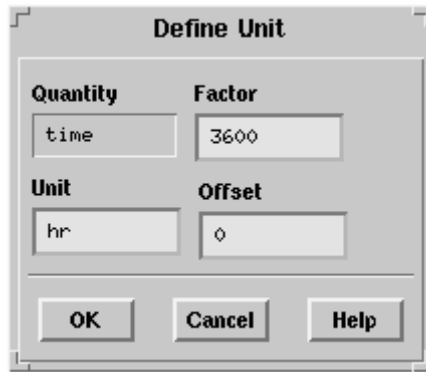 Define Unit
Quantity Factor
time 3600
Unit Offset
hr 0
OK Cancel Help